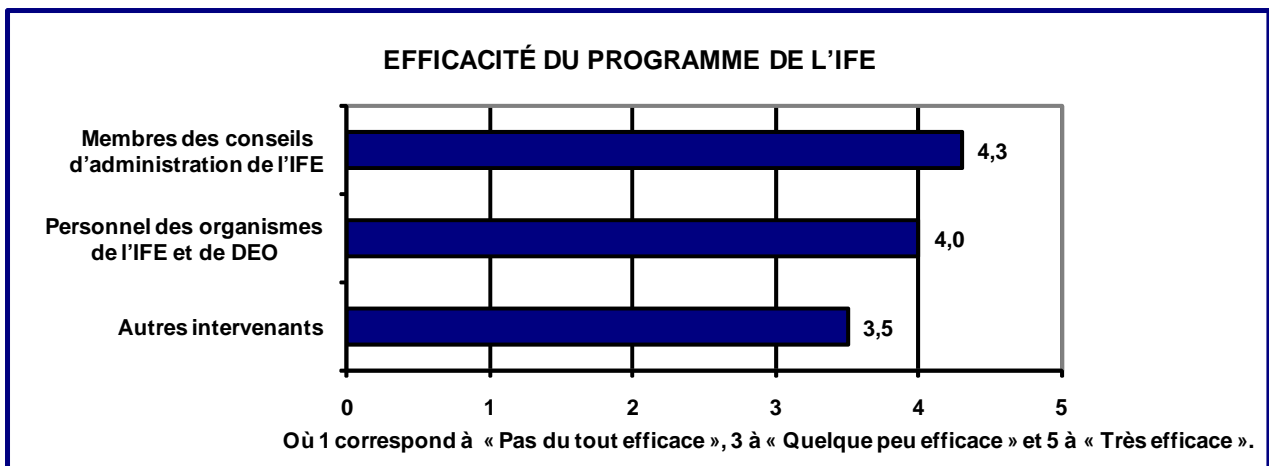 EFFICACITÉ DU PROGRAMME DE L’IFE
Membres des conseils
d’administration de l’IFE
4,3
Personnel des organismes
de l’IFE et de DEO
4,0
Autres intervenants
3,5
0 1 2 3 4 5
Où 1 correspond à « Pas du tout efficace », 3 à « Quelque peu efficace » et 5 à « Très efficace ».